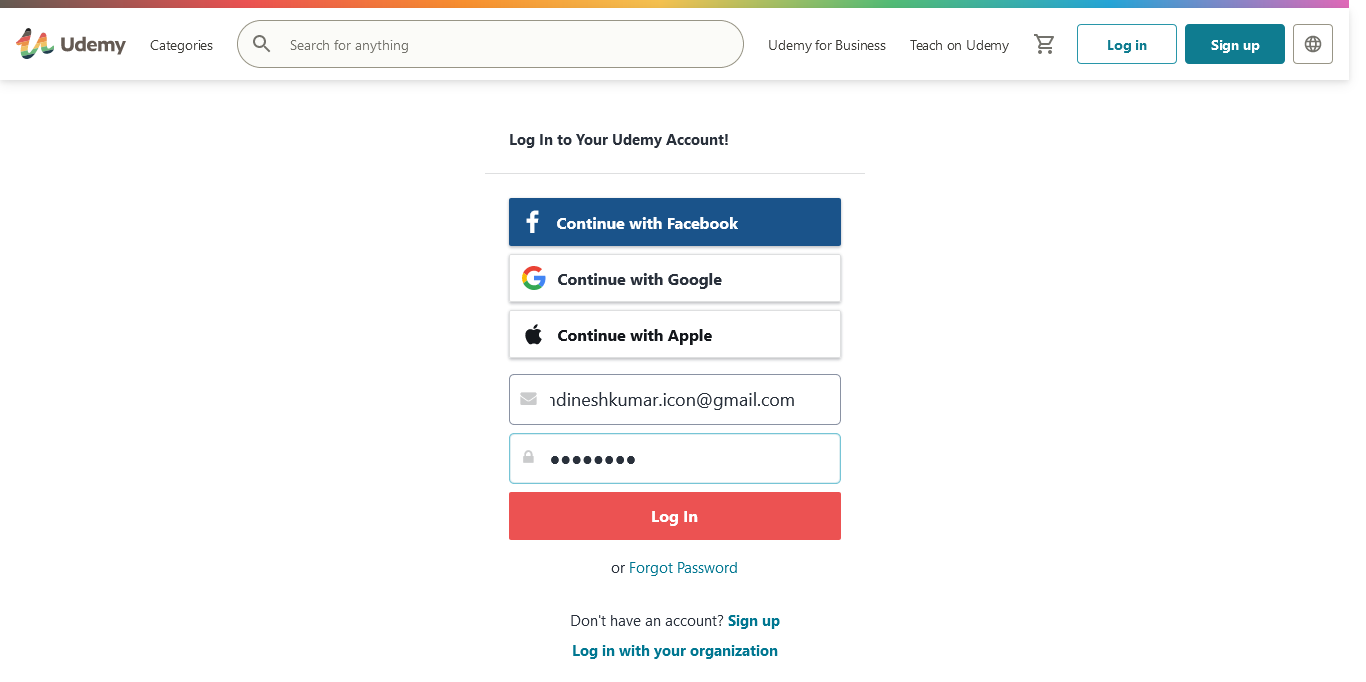 Udemy Categories Search for anything Udemy for Business Teach on Udemy Log in Sign up
Log In to Your Udemy Account!
Continue with Facebook
Continue with Google
Continue with Apple
ndineshkumar.icon@gmail.com
••••••••
Log In
or Forgot Password
Don't have an account? Sign up
Log in with your organization